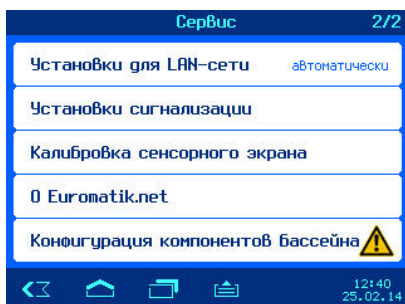 Сервис 2/2
Установки для LAN-сети автоматически
Установки сигнализации
Калибровка сенсорного экрана
О Euromatik.net
Конфигурация компонентов бассейна
12:40
25.02.14